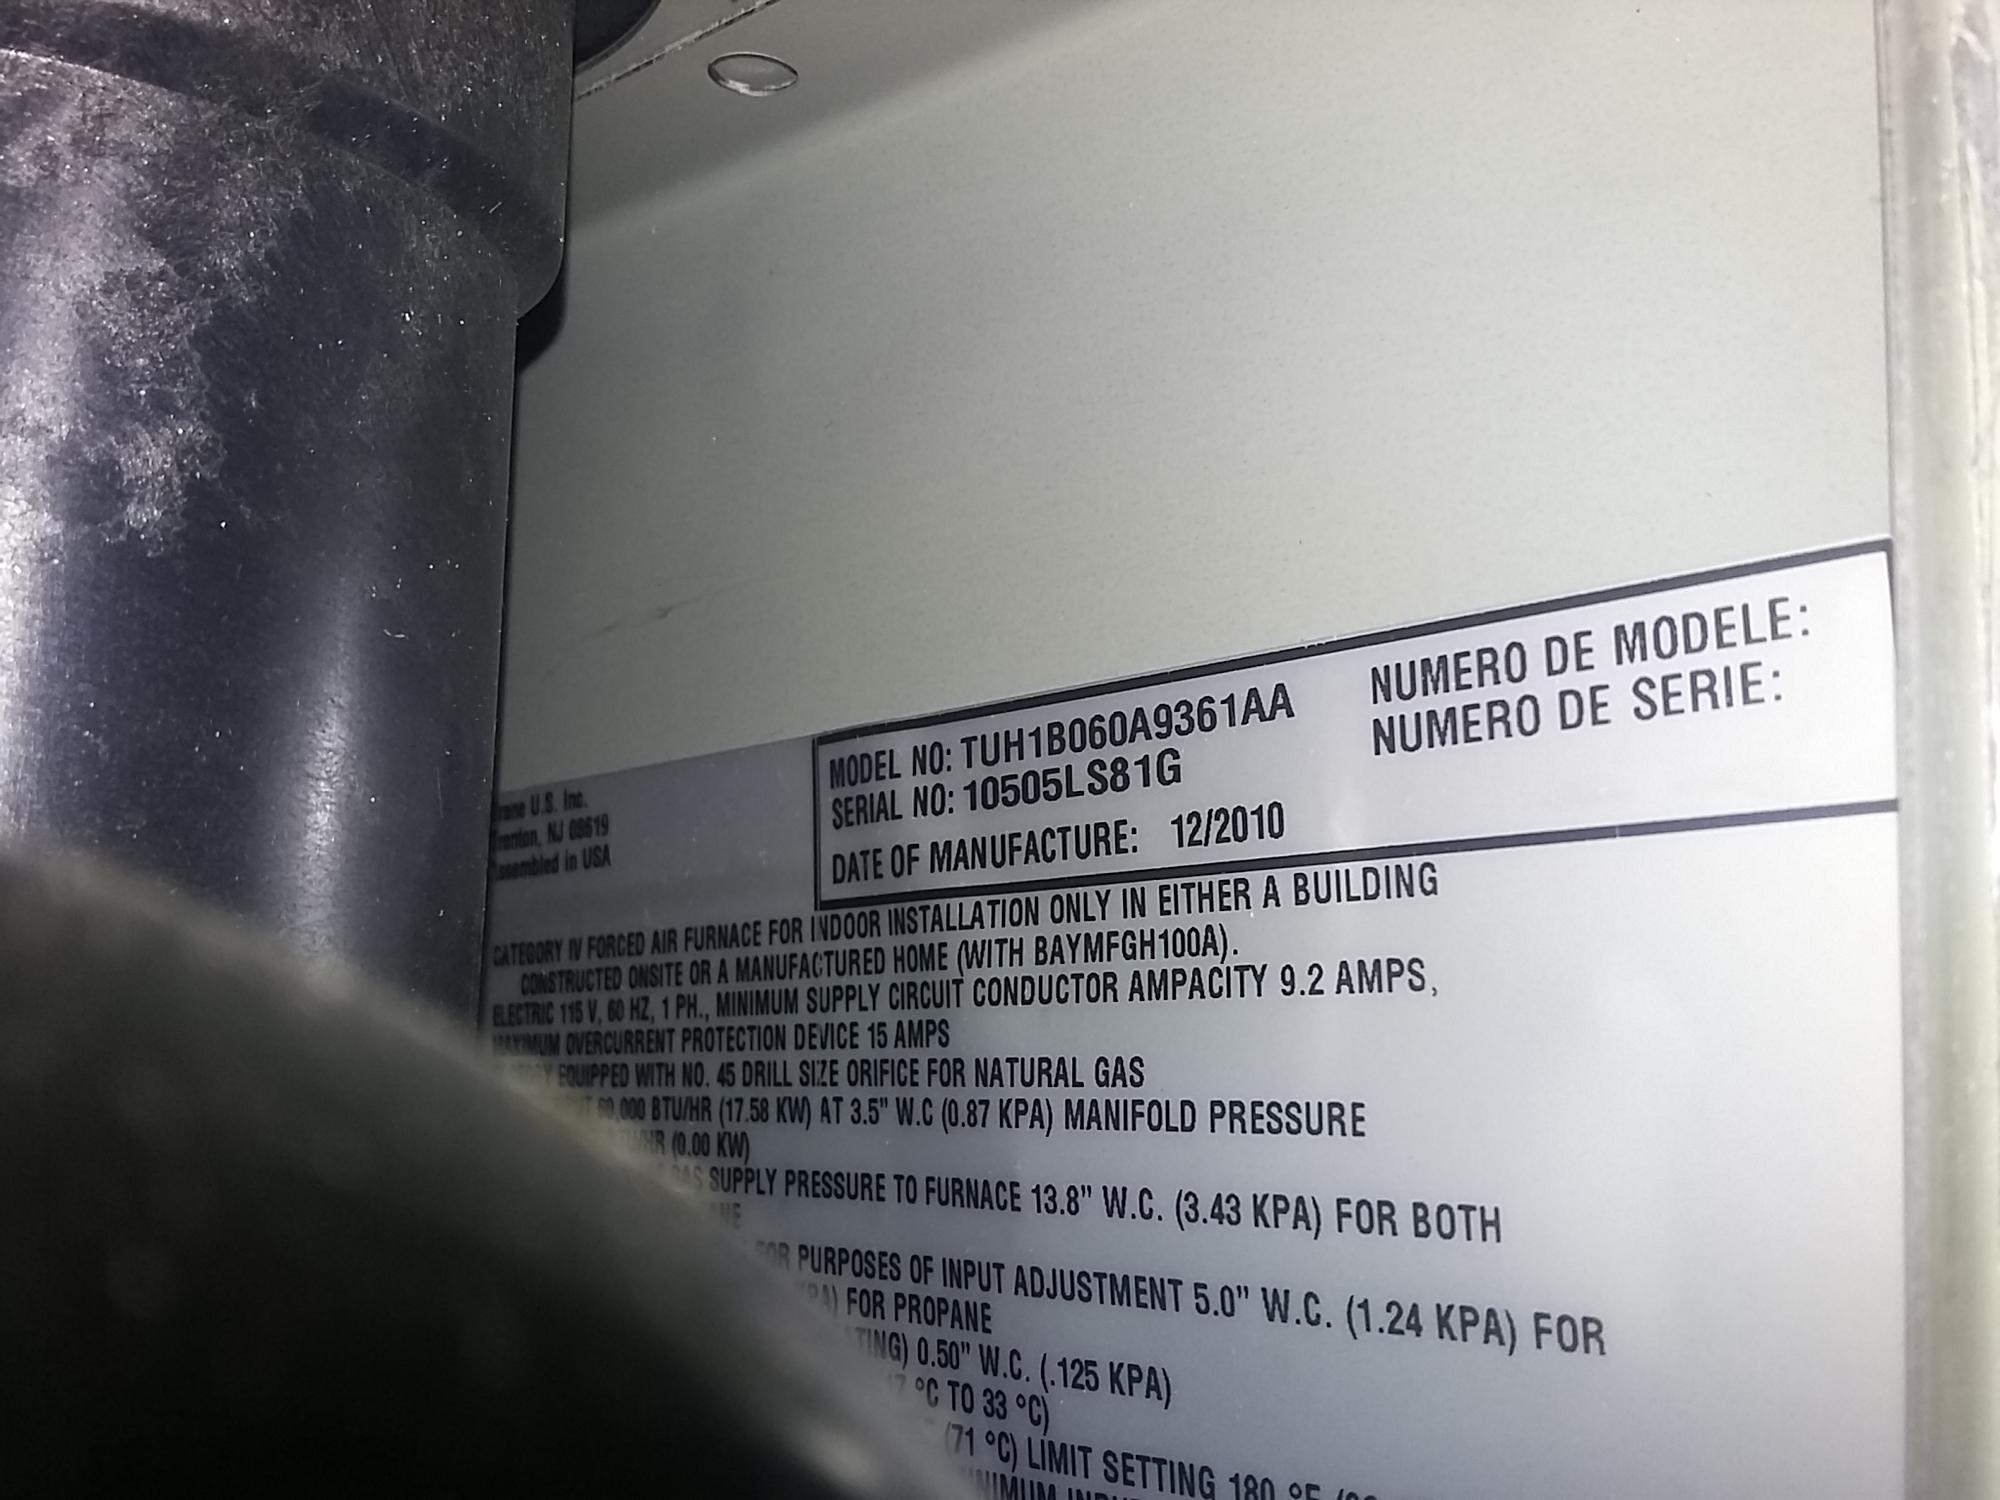 MODEL NO: TUH1B060A9361AA
SERIAL NO: 10505LS81G
DATE OF MANUFACTURE: 12/2010
NUMERO DE MODELE:
NUMERO DE SERIE:
U.S. Inc.
NJ 08619
in USA
CATEGORY IV FORCED AIR FURNACE FOR INDOOR INSTALLATION ONLY IN EITHER A BUILDING
CONSTRUCTED ONSITE OR A MANUFACTURED HOME (WITH BAYMFGH100A).
ELECTRIC 115 V, 60 HZ, 1 PH., MINIMUM SUPPLY CIRCUIT CONDUCTOR AMPACITY 9.2 AMPS,
MAXIMUM OVERCURRENT PROTECTION DEVICE 15 AMPS
EQUIPPED WITH NO. 45 DRILL SIZE ORIFICE FOR NATURAL GAS
60,000 BTU/HR (17.58 KW) AT 3.5" W.C (0.87 KPA) MANIFOLD PRESSURE
(0.00 KW)
GAS SUPPLY PRESSURE TO FURNACE 13.8" W.C. (3.43 KPA) FOR BOTH
FOR PURPOSES OF INPUT ADJUSTMENT 5.0" W.C. (1.24 KPA) FOR
FOR PROPANE
0.50" W.C. (.125 KPA)
°C TO 33 °C)
(71 °C) LIMIT SETTING 180 °F